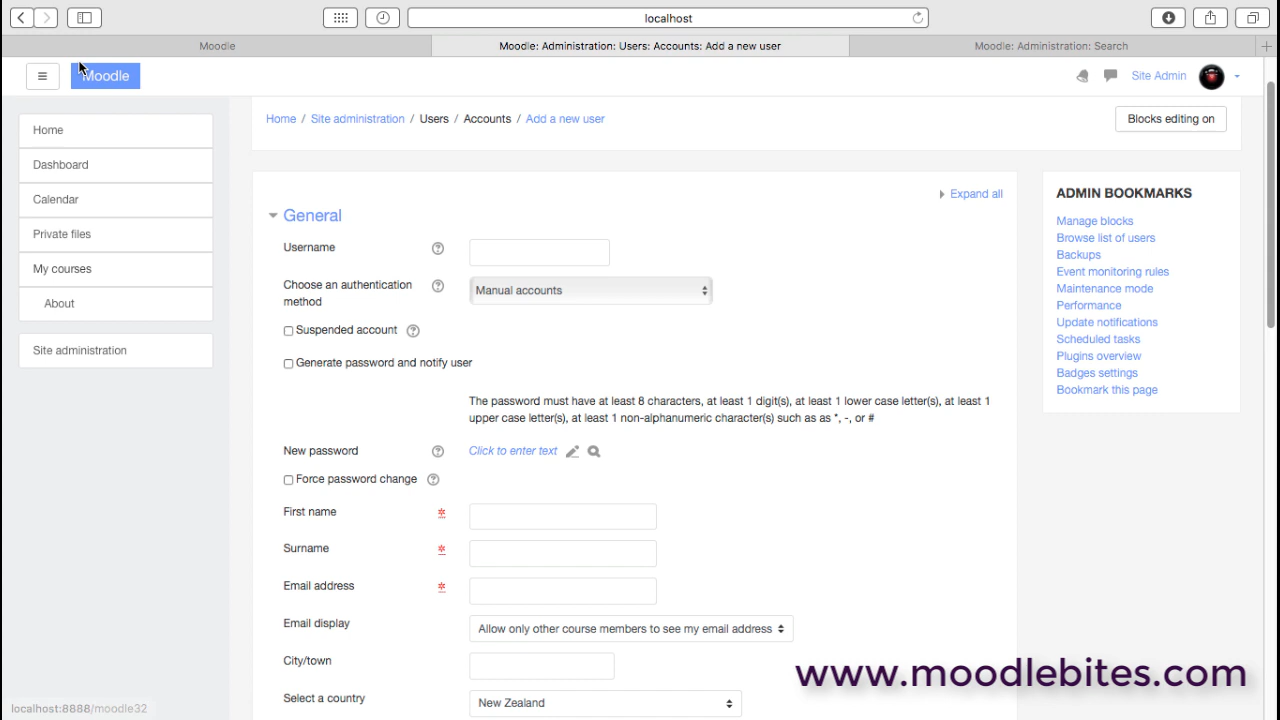 localhost
Moodle
Moodle: Administration: Users: Accounts: Add a new user
Moodle: Administration: Search
Moodle
Site Admin
Home / Site administration / Users / Accounts / Add a new user
Blocks editing on
Home
Dashboard
Calendar
Private files
My courses
About
Site administration
Expand all
General
Username
Choose an authentication
method
Manual accounts
Suspended account
Generate password and notify user
The password must have at least 8 characters, at least 1 digit(s), at least 1 lower case letter(s), at least 1
upper case letter(s), at least 1 non-alphanumeric character(s) such as as *, -, or #
New password
Click to enter text
Force password change
First name
Surname
Email address
Email display
Allow only other course members to see my email address
City/town
Select a country
New Zealand
ADMIN BOOKMARKS
Manage blocks
Browse list of users
Backups
Event monitoring rules
Maintenance mode
Performance
Update notifications
Scheduled tasks
Plugins overview
Badges settings
Bookmark this page
www.moodlebites.com
localhost:8888/moodle32